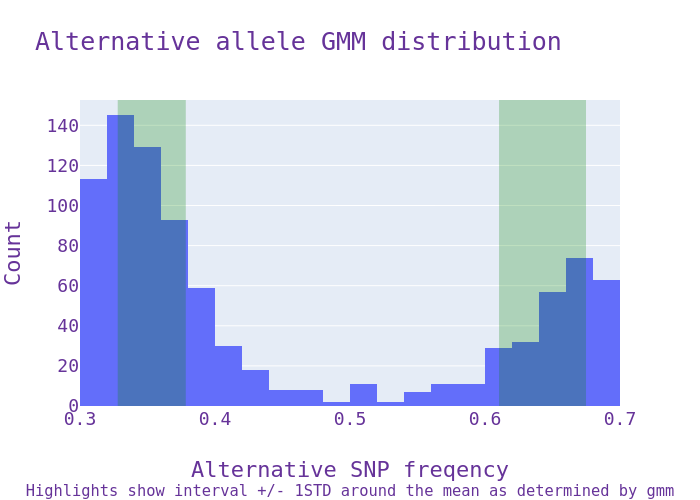 Alternative allele GMM distribution
140
120
100
80
60
40
20
0
Count
0.3 0.4 0.5 0.6 0.7
Alternative SNP freqency
Highlights show interval +/- 1STD around the mean as determined by gmm